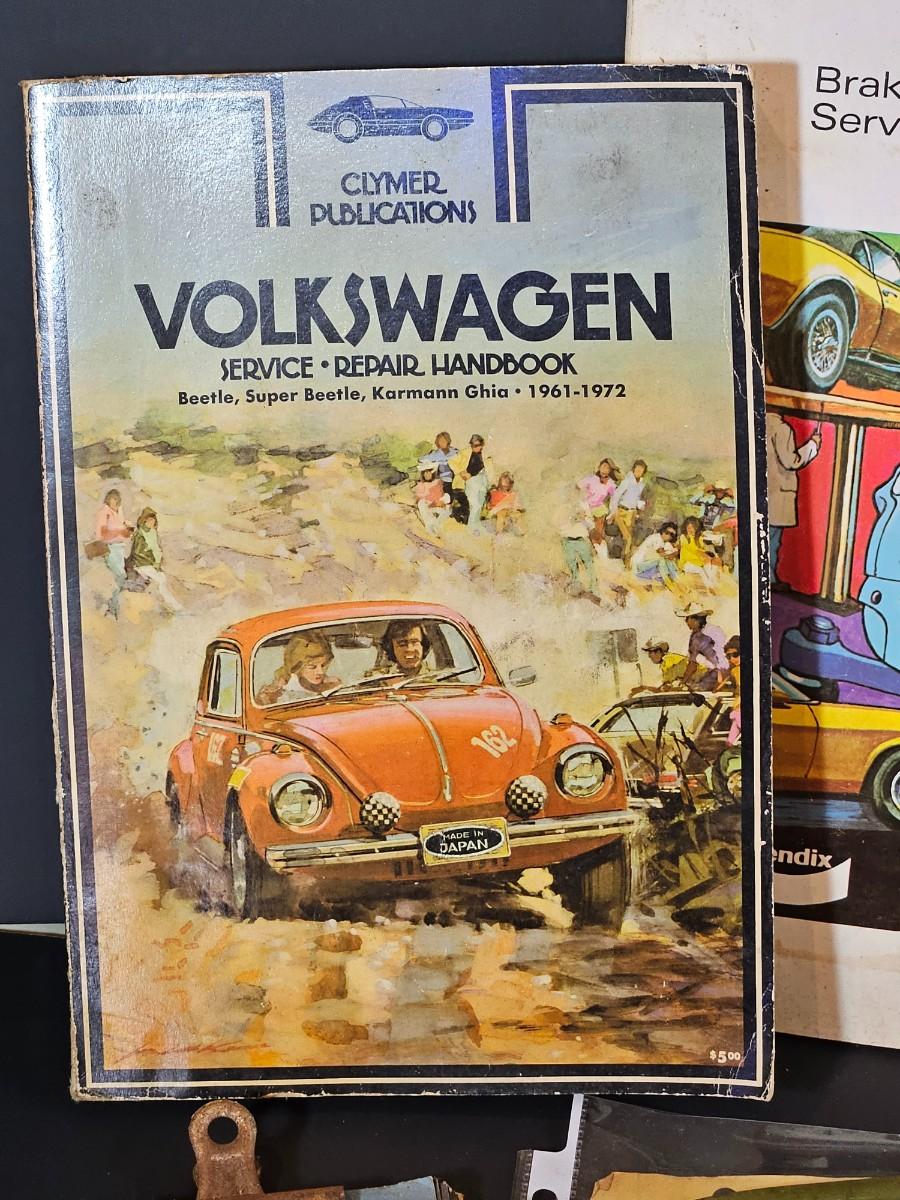 CLYMER
PUBLICATIONS
VOLKSWAGEN
SERVICE • REPAIR HANDBOOK
Beetle, Super Beetle, Karmann Ghia • 1961-1972
162
162
MADE IN
JAPAN
$5.00
Brak
Serv
endix